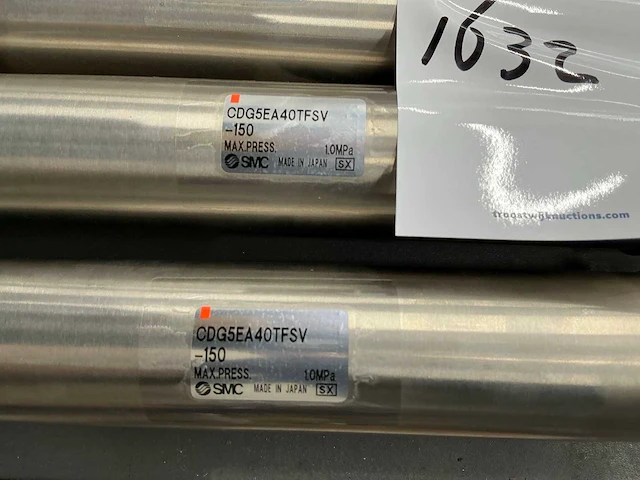 1632
CDG5EA40TFSV
-150
MAX.PRESS. 1.0MPa
SMC MADE IN JAPAN SX
troostwijkauctions.com
CDG5EA40TFSV
-150
MAX.PRESS. 1.0MPa
SMC MADE IN JAPAN SX